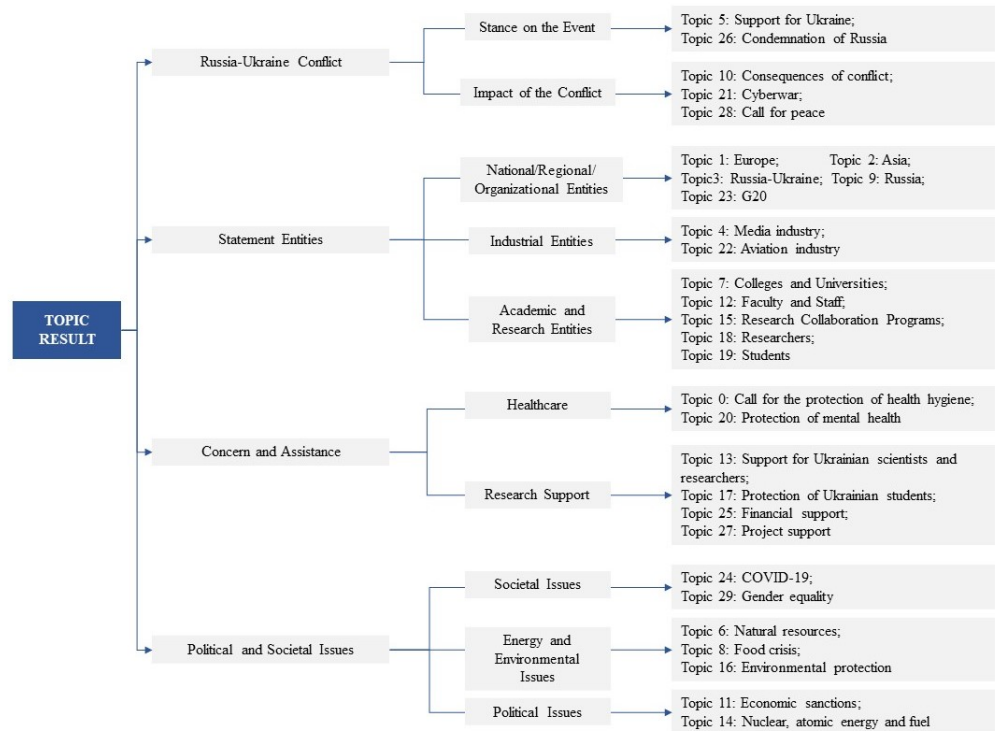 TOPIC
RESULT
Russia-Ukraine Conflict
Stance on the Event
Topic 5: Support for Ukraine;
Topic 26: Condemnation of Russia
Impact of the Conflict
Topic 10: Consequences of conflict;
Topic 21: Cyberwar;
Topic 28: Call for peace
Statement Entities
National/Regional/
Organizational Entities
Topic 1: Europe; Topic 2: Asia;
Topic3: Russia-Ukraine; Topic 9: Russia;
Topic 23: G20
Industrial Entities
Topic 4: Media industry;
Topic 22: Aviation industry
Academic and
Research Entities
Topic 7: Colleges and Universities;
Topic 12: Faculty and Staff;
Topic 15: Research Collaboration Programs;
Topic 18: Researchers;
Topic 19: Students
Concern and Assistance
Healthcare
Topic 0: Call for the protection of health hygiene;
Topic 20: Protection of mental health
Research Support
Topic 13: Support for Ukrainian scientists and
researchers;
Topic 17: Protection of Ukrainian students;
Topic 25: Financial support;
Topic 27: Project support
Political and Societal Issues
Societal Issues
Topic 24: COVID-19;
Topic 29: Gender equality
Energy and
Environmental
Issues
Topic 6: Natural resources;
Topic 8: Food crisis;
Topic 16: Environmental protection
Political Issues
Topic 11: Economic sanctions;
Topic 14: Nuclear, atomic energy and fuel